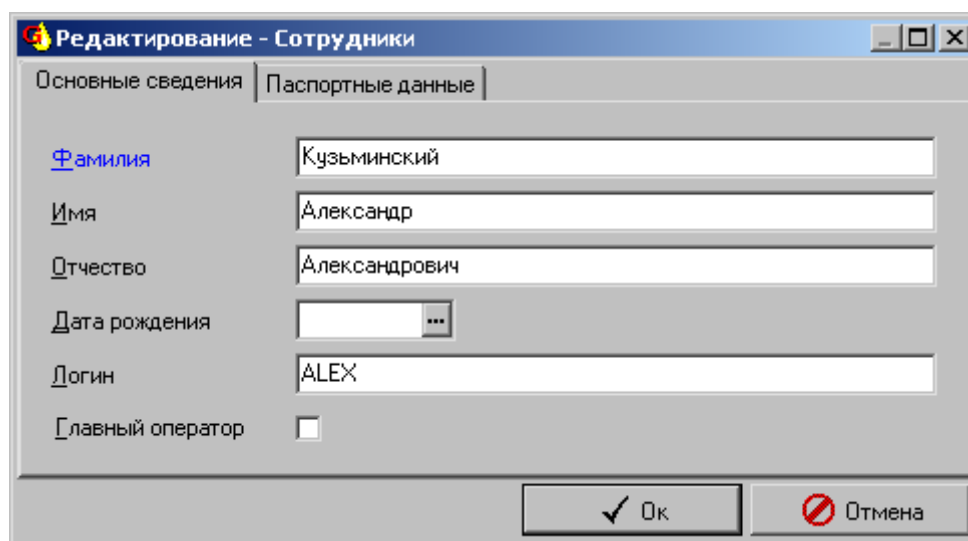 Редактирование - Сотрудники
Основные сведения Паспортные данные
Фамилия Кузьминский
Имя Александр
Отчество Александрович
Дата рождения ...
Логин ALEX
Главный оператор
Ок Отмена